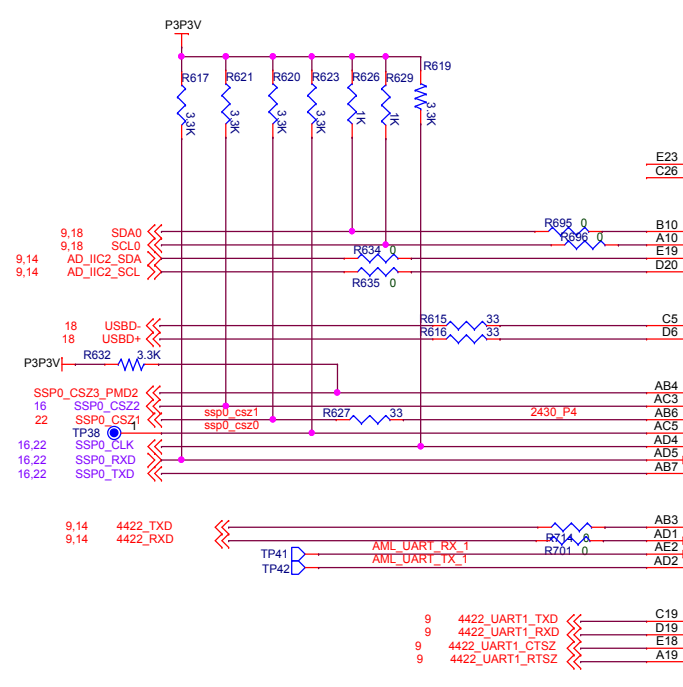 P3P3V
R617 R621 R620 R623 R626 R629 R619
3.3K 3.3K 3.3K 3.3K 1K 1K 3.3K
E23
C26
9,18 SDA0 R695 0 B10
9,18 SCL0 R696 0 A10
9,14 AD_IIC2_SDA R634 0 E19
9,14 AD_IIC2_SCL R635 0 D20
18 USBD- R615 33 C5
18 USBD+ R616 33 D6
P3P3V R632 3.3K
SSP0_CSZ3_PMD2 AB4
16 SSP0_CSZ2 AC3
22 SSP0_CSZ1 ssp0_csz1 R627 33 2430_P4 AB6
TP38 1 ssp0_csz0 AC5
16,22 SSP0_CLK AD4
16,22 SSP0_RXD AD5
16,22 SSP0_TXD AB7
9,14 4422_TXD R714 0 AB3
9,14 4422_RXD R701 0 AD1
TP41 AML_UART_RX_1 AE2
TP42 AML_UART_TX_1 AD2
9 4422_UART1_TXD C19
9 4422_UART1_RXD D19
9 4422_UART1_CTSZ E18
9 4422_UART1_RTSZ A19